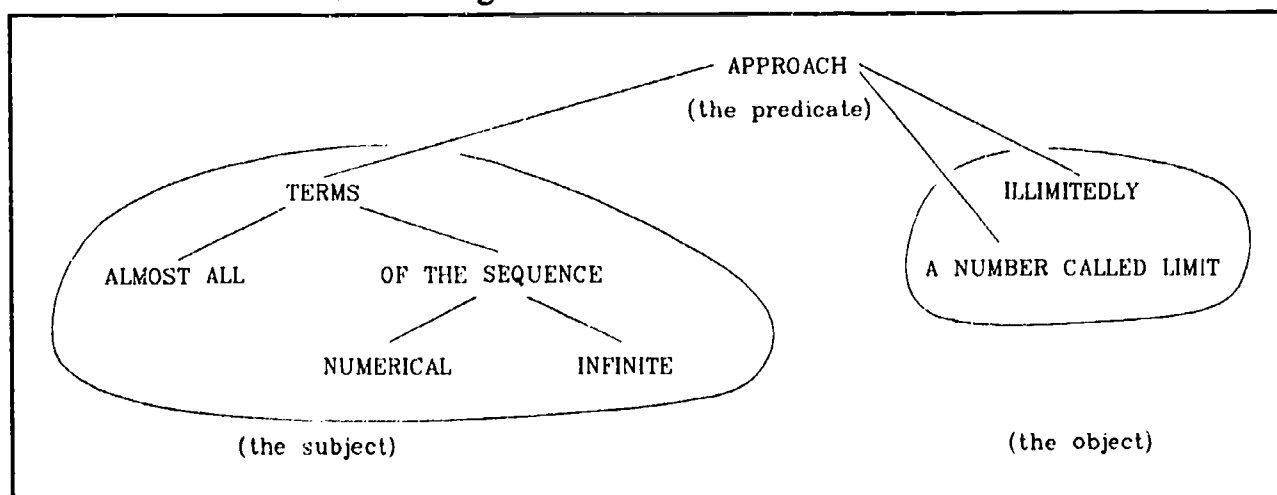 APPROACH
(the predicate)
TERMS
ILLIMITEDLY
ALMOST ALL
OF THE SEQUENCE
A NUMBER CALLED LIMIT
NUMERICAL
INFINITE
(the subject)
(the object)